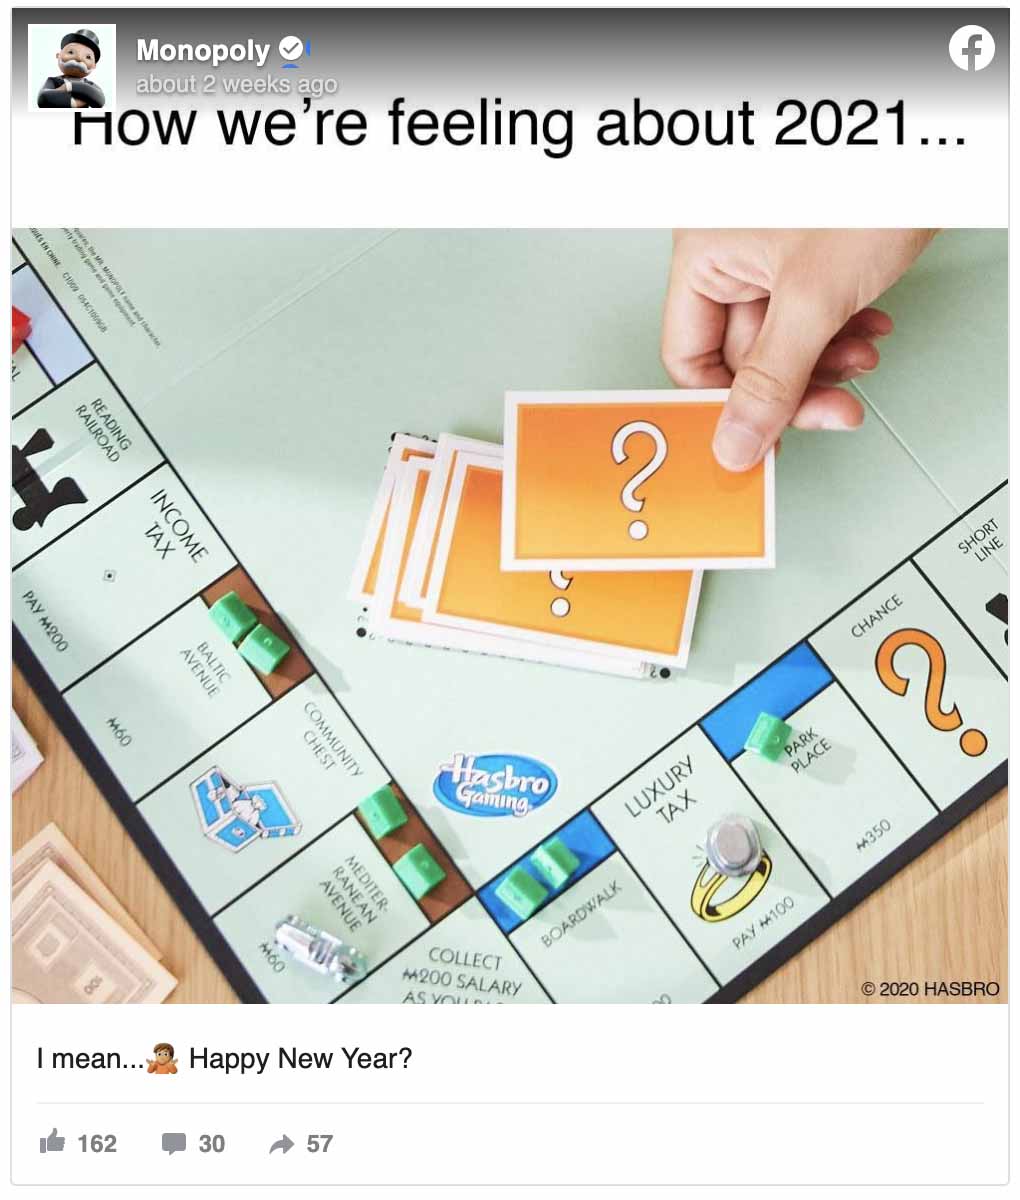 Monopoly
about 2 weeks ago
How we're feeling about 2021...
C1009
READING
RAILROAD
INCOME
TAX
PAY ₩200
BALTIC
AVENUE
₩60
COMMUNITY
CHEST
MEDITER-
RANEAN
AVENUE
₩60
COLLECT
₩200 SALARY
AS YOU
Hasbro
Gaming
BOARDWALK
LUXURY
TAX
PAY ₩100
PARK
PLACE
₩350
CHANCE
?
SHORT
LINE
?
?
© 2020 HASBRO
I mean...🤷🏽 Happy New Year?
162
30
57